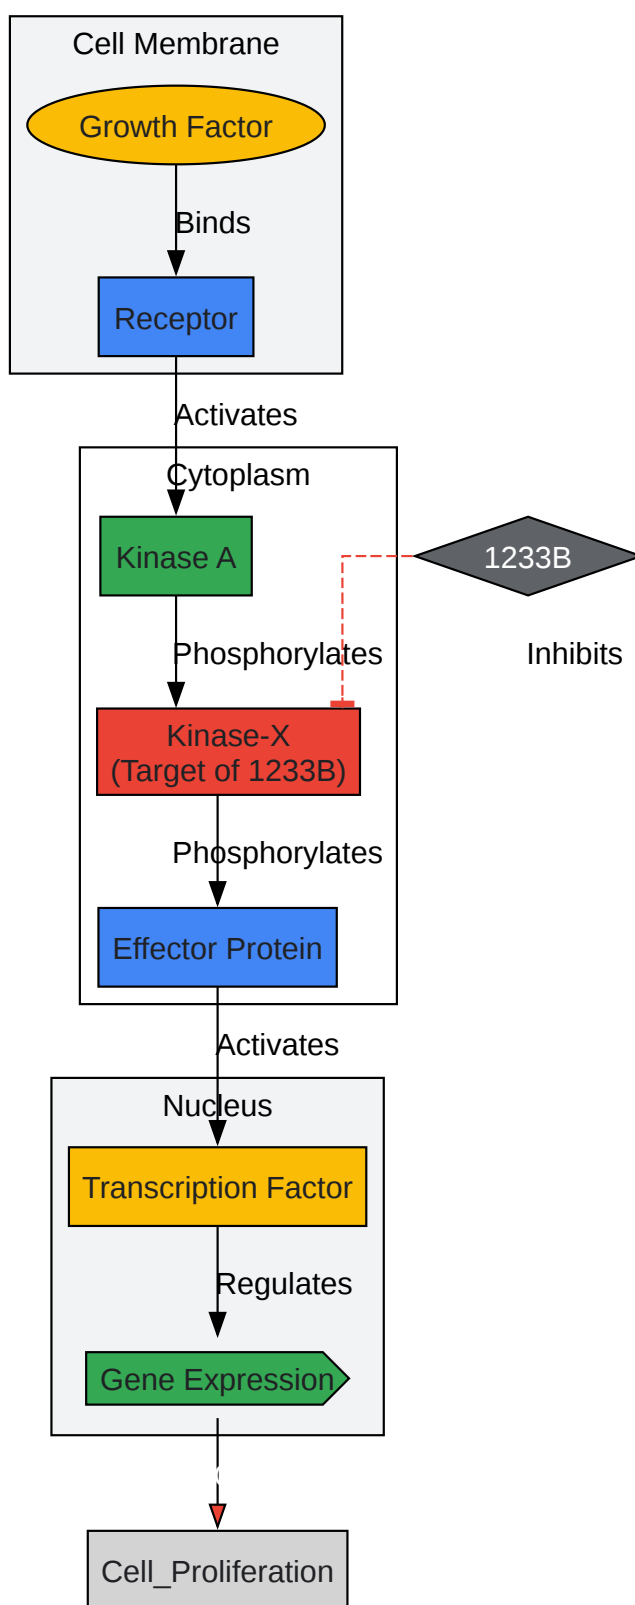 Cell Membrane
Growth Factor
Binds
Receptor
Activates
Cytoplasm
Kinase A
1233B
Phosphorylates
Inhibits
Kinase-X
(Target of 1233B)
Phosphorylates
Effector Protein
Activates
Nucleus
Transcription Factor
Regulates
Gene Expression
Cell_Proliferation